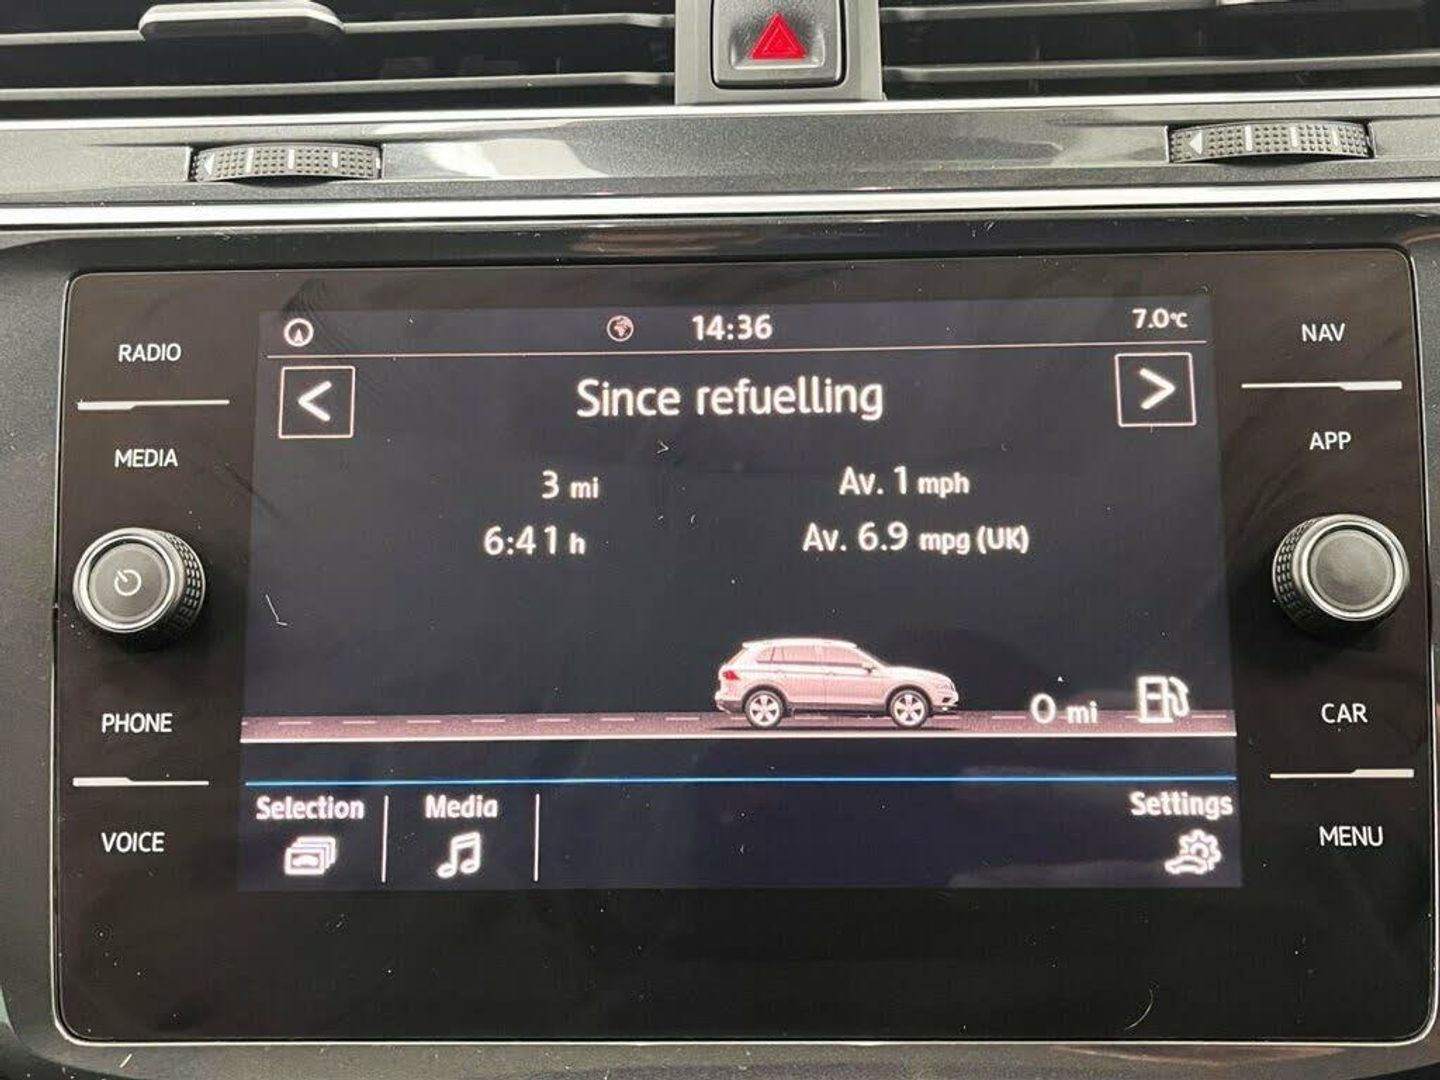 RADIO
MEDIA
PHONE
VOICE
14:36
7.0°C
<
Since refuelling
>
3 mi
Av. 1 mph
6:41 h
Av. 6.9 mpg (UK)
0 mi
Selection
Media
Settings
NAV
APP
CAR
MENU